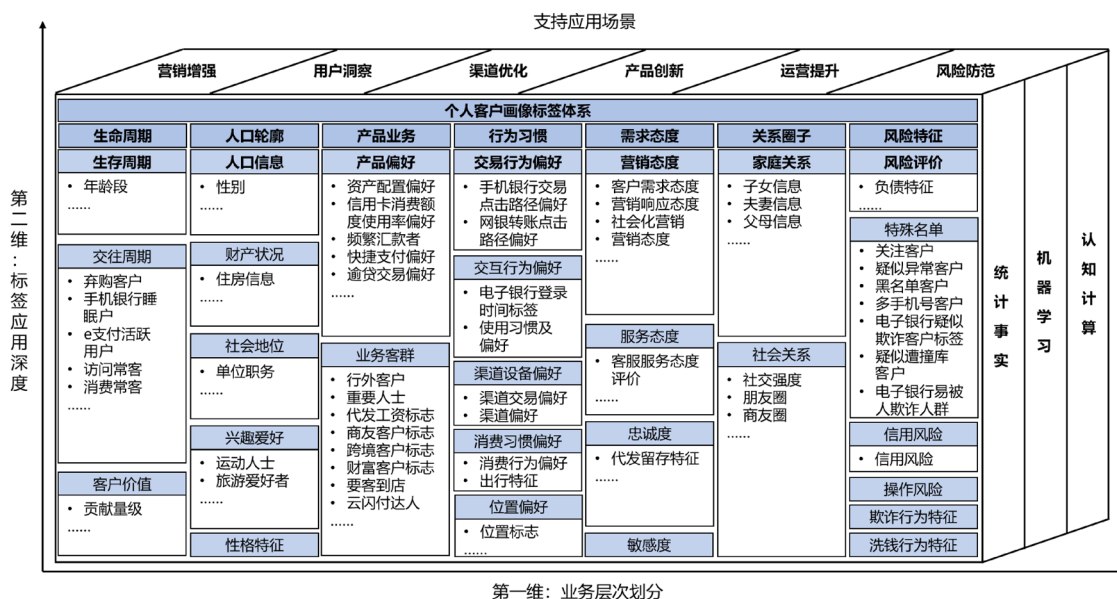 支持应用场景
营销增强
用户洞察
渠道优化
产品创新
运营提升
风险防范
个人客户画像标签体系
生命周期
生存周期
• 年龄段
......
交往周期
• 弃购客户
• 手机银行睡
眠户
• e支付活跃
用户
• 访问常客
• 消费常客
......
客户价值
• 贡献量级
......
人口轮廓
人口信息
• 性别
......
财产状况
• 住房信息
......
社会地位
• 单位职务
......
兴趣爱好
• 运动人士
• 旅游爱好者
......
性格特征
产品业务
产品偏好
• 资产配置偏好
• 信用卡消费额
度使用率偏好
• 频繁汇款者
• 快捷支付偏好
• 逾贷交易偏好
......
业务客群
• 行外客户
• 重要人士
• 代发工资标志
• 商友客户标志
• 跨境客户标志
• 财富客户标志
• 要客到店
• 云闪付达人
......
行为习惯
交易行为偏好
• 手机银行交易
点击路径偏好
• 网银转账点击
路径偏好
交互行为偏好
• 电子银行登录
时间标签
• 使用习惯及
偏好
渠道设备偏好
• 渠道交易偏好
• 渠道偏好
消费习惯偏好
• 消费行为偏好
• 出行特征
位置偏好
• 位置标志
......
需求态度
营销态度
• 客户需求态度
• 营销响应态度
• 社会化营销
• 营销态度
......
服务态度
• 客服服务态度
评价
......
忠诚度
• 代发留存特征
......
敏感度
关系圈子
家庭关系
• 子女信息
• 夫妻信息
• 父母信息
......
社会关系
• 社交强度
• 朋友圈
• 商友圈
......
风险特征
风险评价
• 负债特征
......
特殊名单
• 关注客户
• 疑似异常客户
• 黑名单客户
• 多手机号客户
• 电子银行疑似
欺诈客户标签
• 疑似遭撞库
客户
• 电子银行易被
人欺诈人群
信用风险
• 信用风险
操作风险
欺诈行为特征
洗钱行为特征
统计事实
机器学习
认知计算
第二维:标签应用深度
第一维：业务层次划分